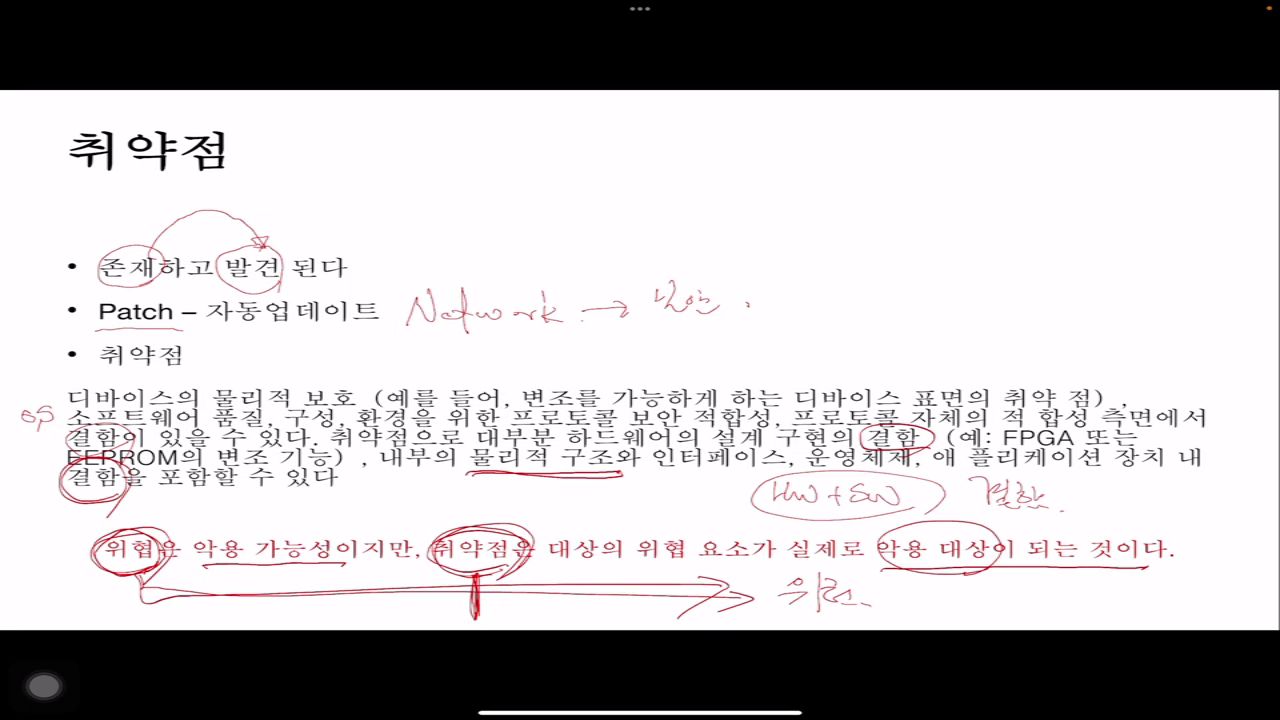 취약점
• 존재하고 발견 된다
• Patch – 자동업데이트 Network → 보안.
• 취약점
디바이스의 물리적 보호 (예를 들어, 변조를 가능하게 하는 디바이스 표면의 취약 점) ,
소프트웨어 품질, 구성, 환경을 위한 프로토콜 보안 적합성, 프로토콜 자체의 적 합성 측면에서
결함이 있을 수 있다. 취약점으로 대부분 하드웨어의 설계 구현의 결함 (예: FPGA 또는
EEPROM의 변조 기능) , 내부의 물리적 구조와 인터페이스, 운영체제, 애 플리케이션 장치 내
결함을 포함할 수 있다
HW + SW 결함.
위협은 악용 가능성이지만, 취약점은 대상의 위협 요소가 실제로 악용 대상이 되는 것이다.
위험.